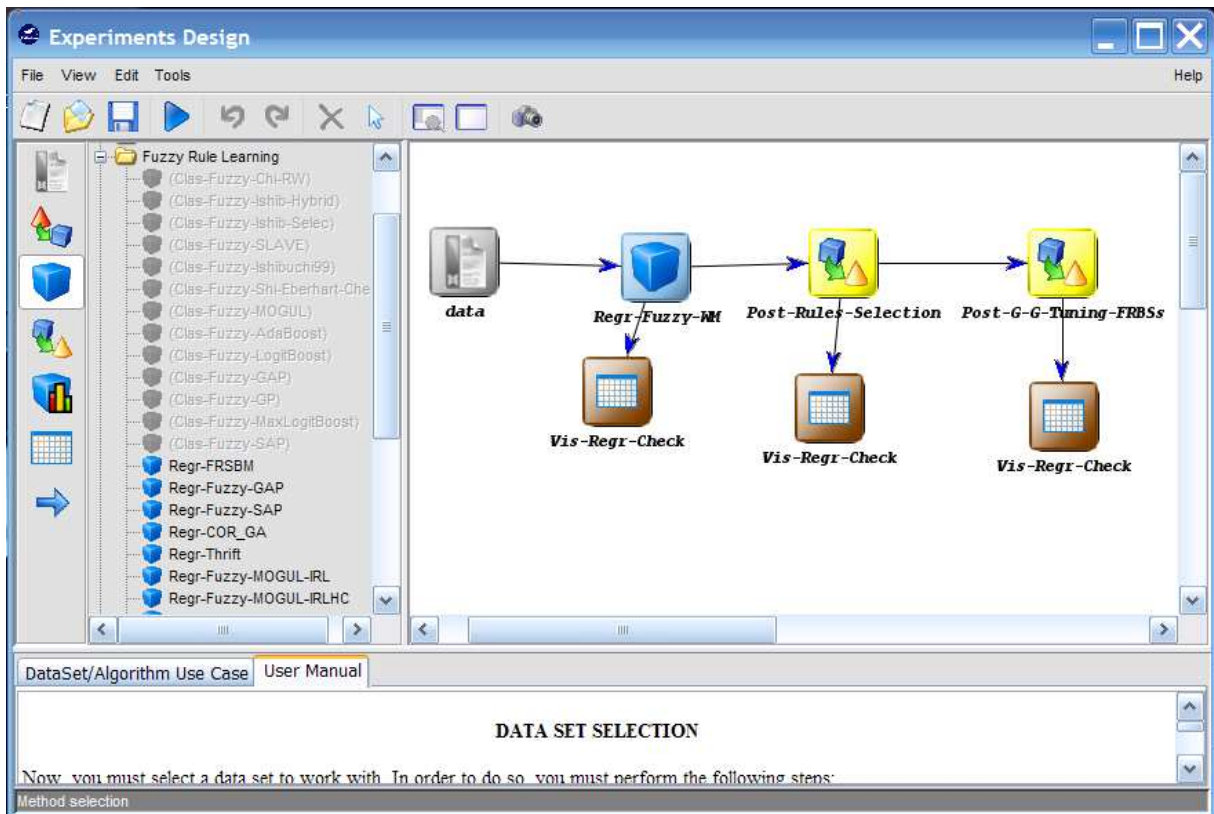 Experiments Design
File View Edit Tools Help
Fuzzy Rule Learning
(Clas-Fuzzy-Chi-RW)
(Clas-Fuzzy-Ishib-Hybrid)
(Clas-Fuzzy-Ishib-Selec)
(Clas-Fuzzy-SLAVE)
(Clas-Fuzzy-Ishibuchi99)
(Clas-Fuzzy-Shi-Eberhart-Che
(Clas-Fuzzy-MOGUL)
(Clas-Fuzzy-AdaBoost)
(Clas-Fuzzy-LogitBoost)
(Clas-Fuzzy-GAP)
(Clas-Fuzzy-GP)
(Clas-Fuzzy-MaxLogitBoost)
(Clas-Fuzzy-SAP)
Regr-FRSBM
Regr-Fuzzy-GAP
Regr-Fuzzy-SAP
Regr-COR_GA
Regr-Thrift
Regr-Fuzzy-MOGUL-IRL
Regr-Fuzzy-MOGUL-IRLHC
data
Regr-Fuzzy-WM
Post-Rules-Selection
Post-G-G-Tuning-FRBSs
Vis-Regr-Check
Vis-Regr-Check
Vis-Regr-Check
DataSet/Algorithm Use Case
User Manual
DATA SET SELECTION
Now, you must select a data set to work with. In order to do so, you must perform the following steps:
Method selection